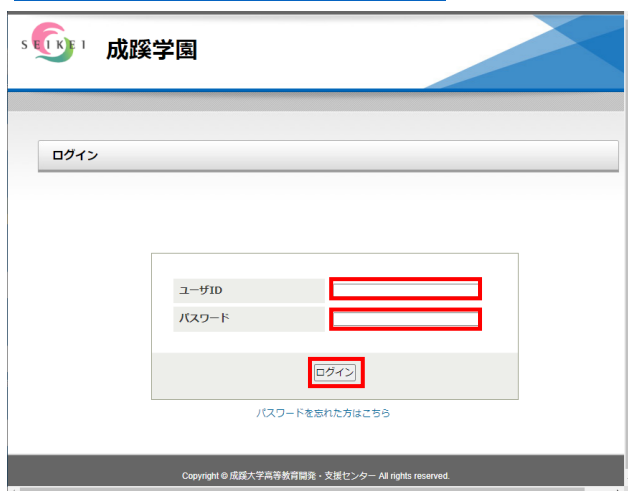 SEIKEI 成蹊学園
ログイン
ユーザID
パスワード
ログイン
パスワードを忘れた方はこちら
Copyright © 成蹊大学高等教育開発・支援センター All rights reserved.